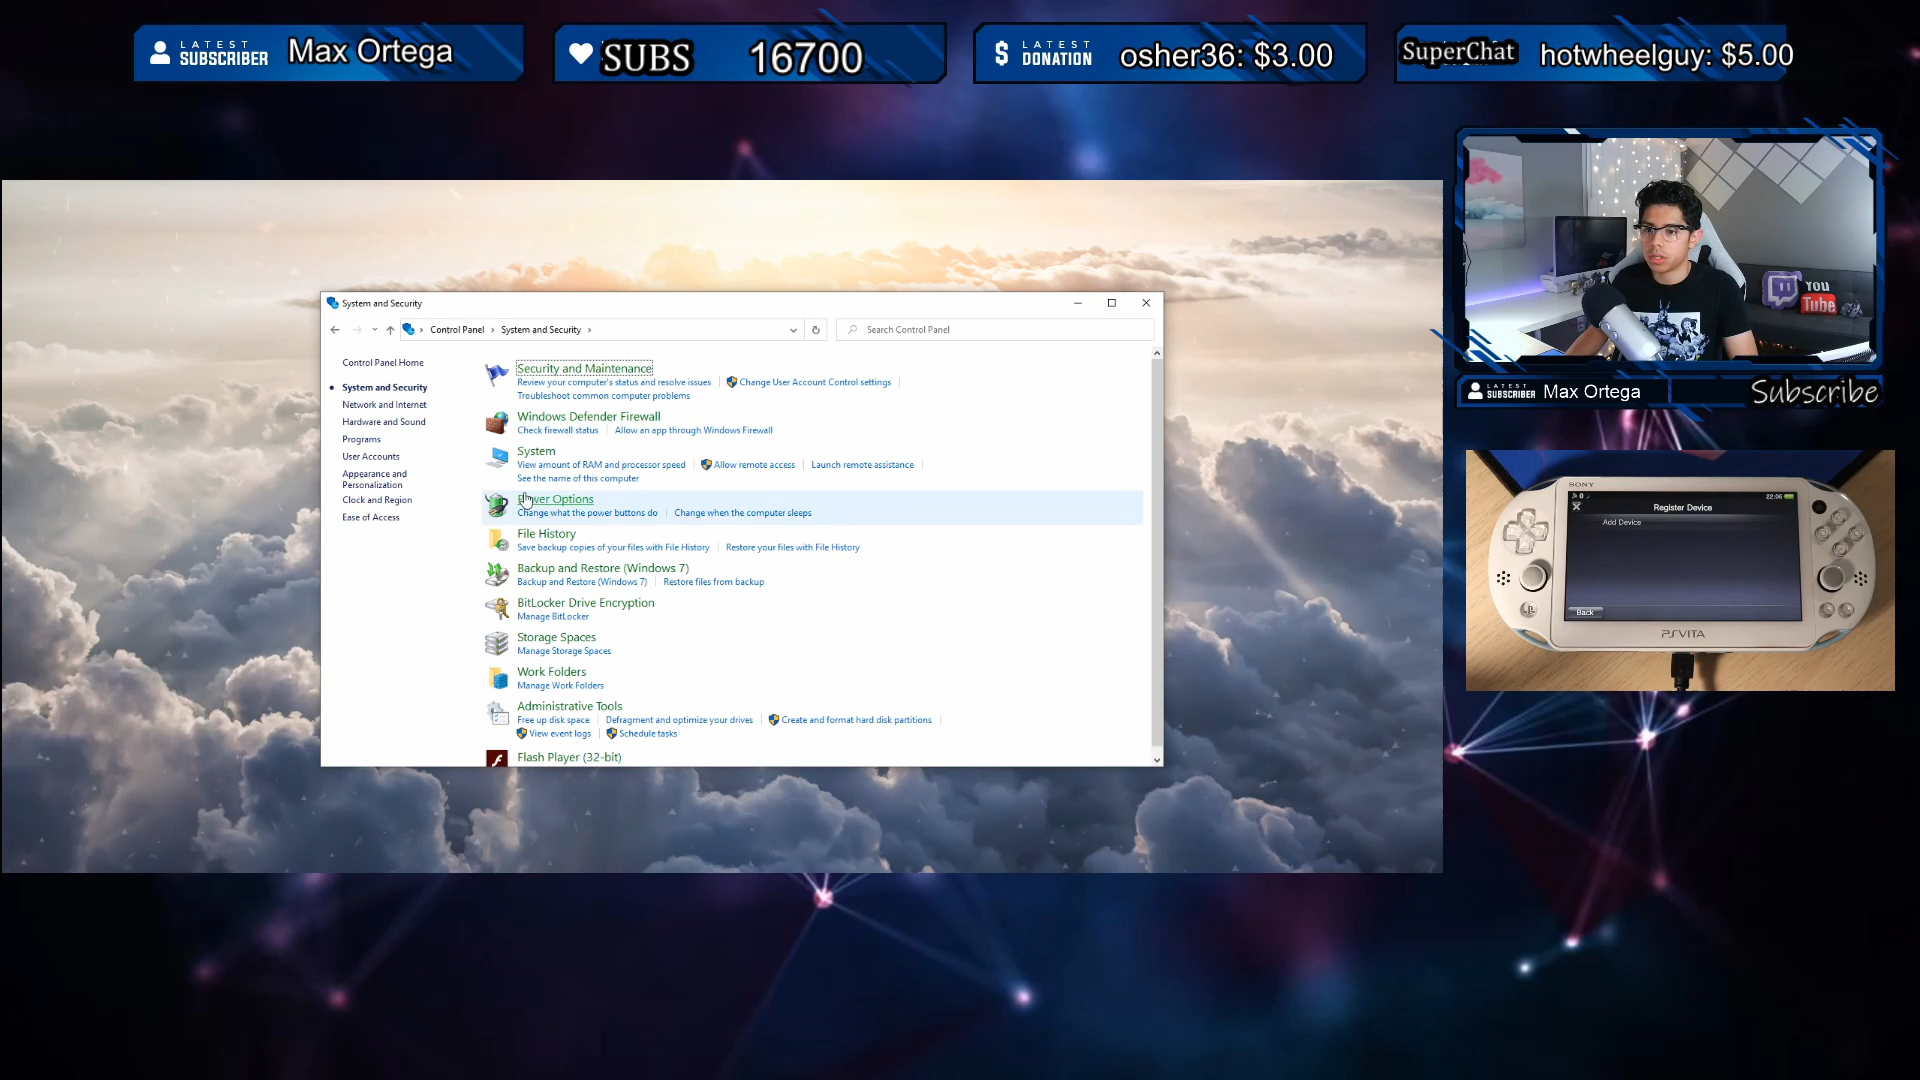 LATEST
SUBSCRIBER
Max Ortega
SUBS 16700
LATEST
DONATION
osher36: $3.00
SuperChat
hotwheelguy: $5.00
System and Security
Control Panel
System and Security
Search Control Panel
Control Panel Home
System and Security
Network and Internet
Hardware and Sound
Programs
User Accounts
Appearance and
Personalization
Clock and Region
Ease of Access
Security and Maintenance
Review your computer's status and resolve issues
Change User Account Control settings
Troubleshoot common computer problems
Windows Defender Firewall
Check firewall status
Allow an app through Windows Firewall
System
View amount of RAM and processor speed
Allow remote access
Launch remote assistance
See the name of this computer
Power Options
Change what the power buttons do
Change when the computer sleeps
File History
Save backup copies of your files with File History
Restore your files with File History
Backup and Restore (Windows 7)
Backup and Restore (Windows 7)
Restore files from backup
BitLocker Drive Encryption
Manage BitLocker
Storage Spaces
Manage Storage Spaces
Work Folders
Manage Work Folders
Administrative Tools
Free up disk space
Defragment and optimize your drives
Create and format hard disk partitions
View event logs
Schedule tasks
Flash Player (32-bit)
You
Tube
LATEST
SUBSCRIBER
Max Ortega
Subscribe
SONY
22:06
Register Device
Add Device
Back
PSVITA